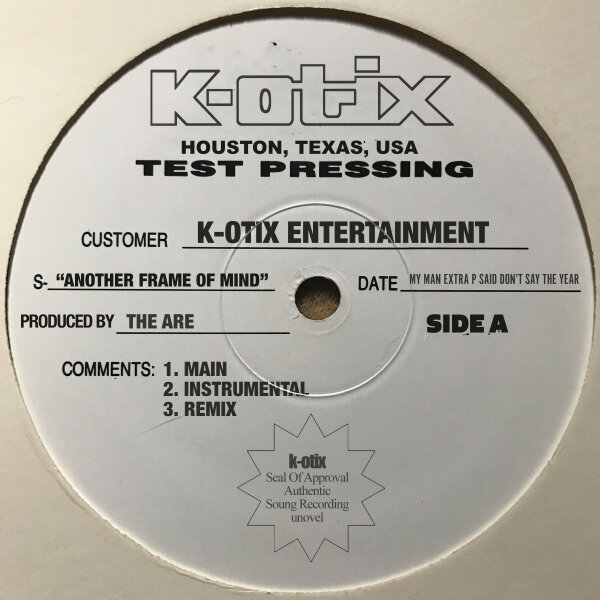 K-otix
HOUSTON, TEXAS, USA
TEST PRESSING
CUSTOMER K-OTIX ENTERTAINMENT
S- "ANOTHER FRAME OF MIND" DATE MY MAN EXTRA P SAID DON'T SAY THE YEAR
PRODUCED BY THE ARE SIDE A
COMMENTS: 1. MAIN
2. INSTRUMENTAL
3. REMIX
k-otix
Seal Of Approval
Authentic
Soung Recording
unovel